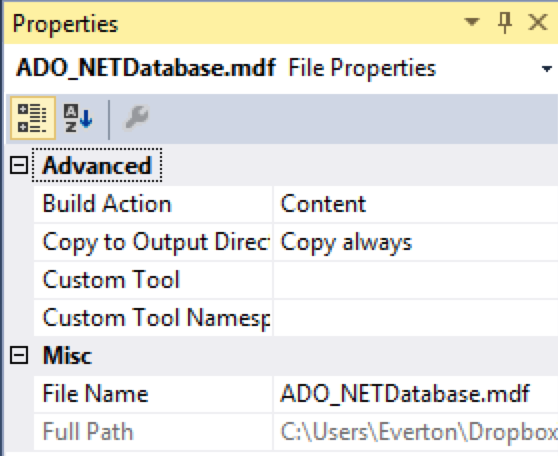 Properties
ADO_NETDatabase.mdf File Properties
Advanced
Build Action Content
Copy to Output Direc Copy always
Custom Tool
Custom Tool Namesp
Misc
File Name ADO_NETDatabase.mdf
Full Path C:\Users\Everton\Dropbox